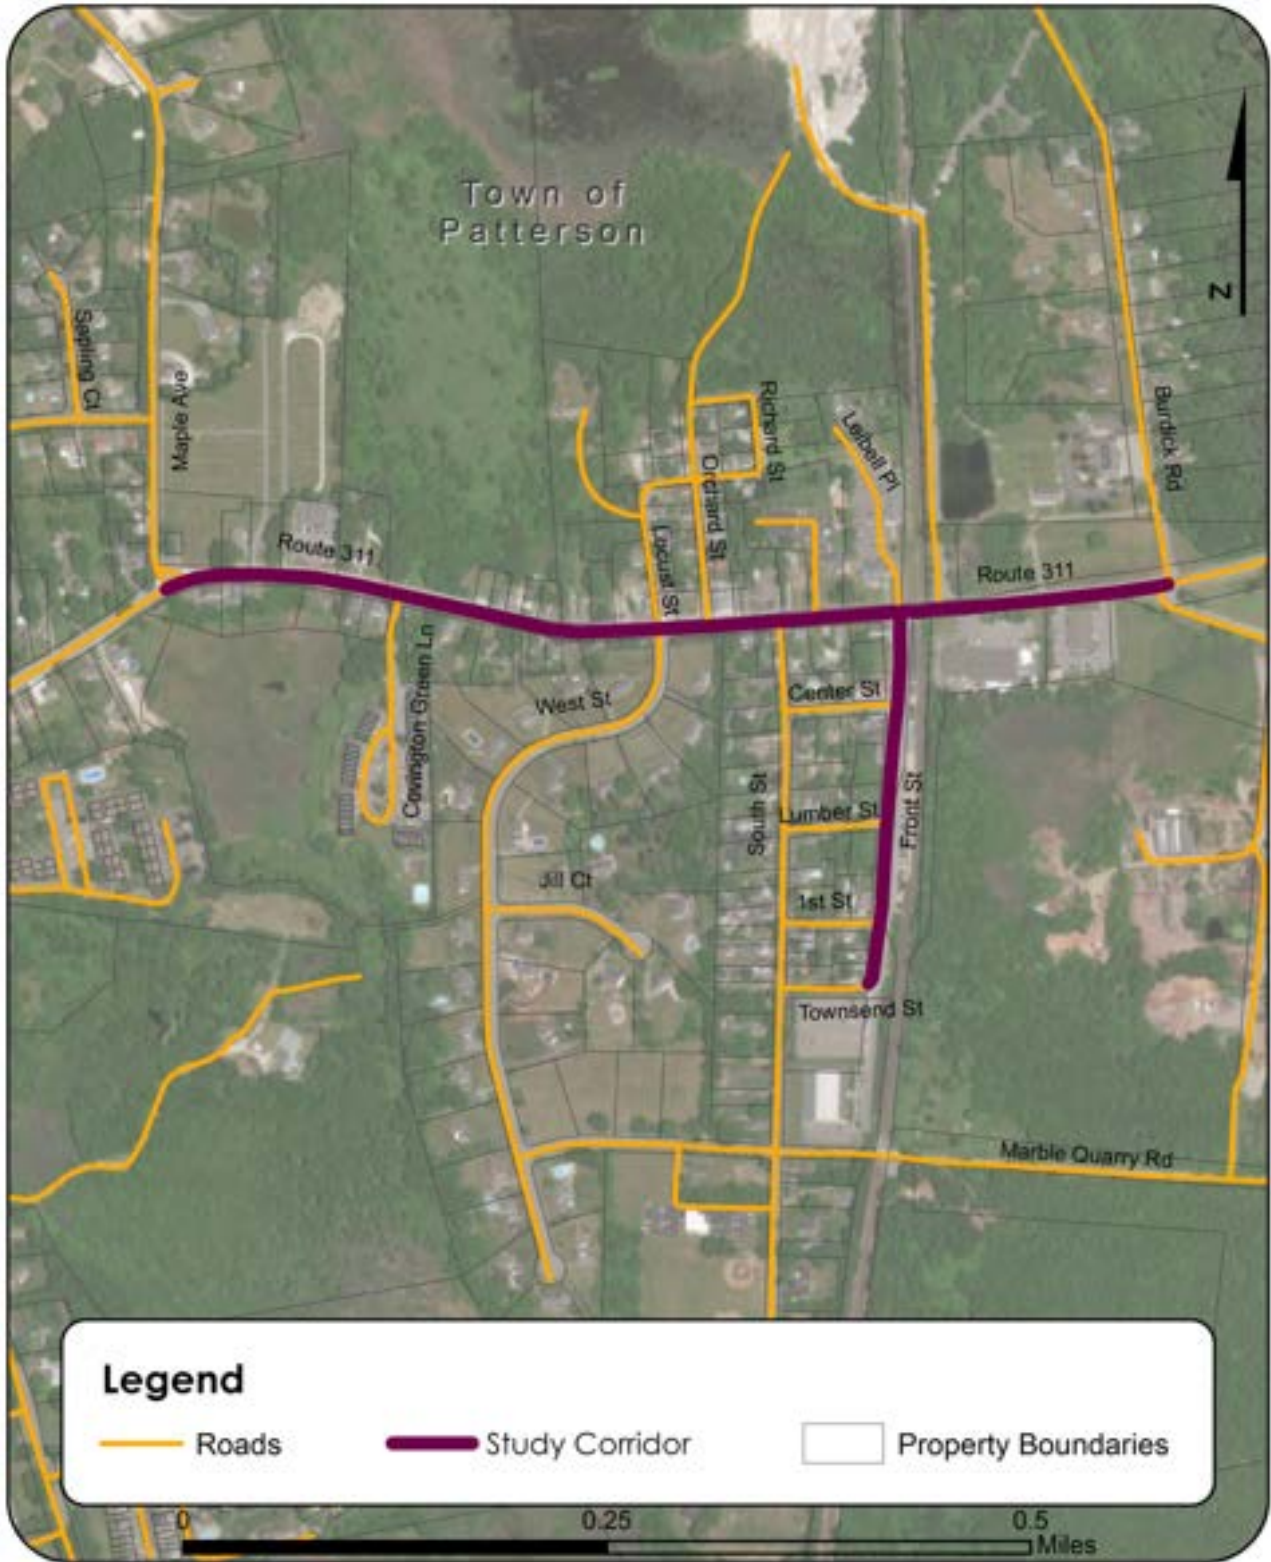 Town of
Patterson
N
Sapling Ct
Maple Ave
Richard St
Burdick Rd
Leibell Pl
Orchard St
Locust St
Route 311
Route 311
Covington Green Ln
West St
Center St
South St
Lumber St
Front St
Jill Ct
1st St
Townsend St
Marble Quarry Rd
Legend
Roads
Study Corridor
Property Boundaries
0
0.25
0.5
Miles